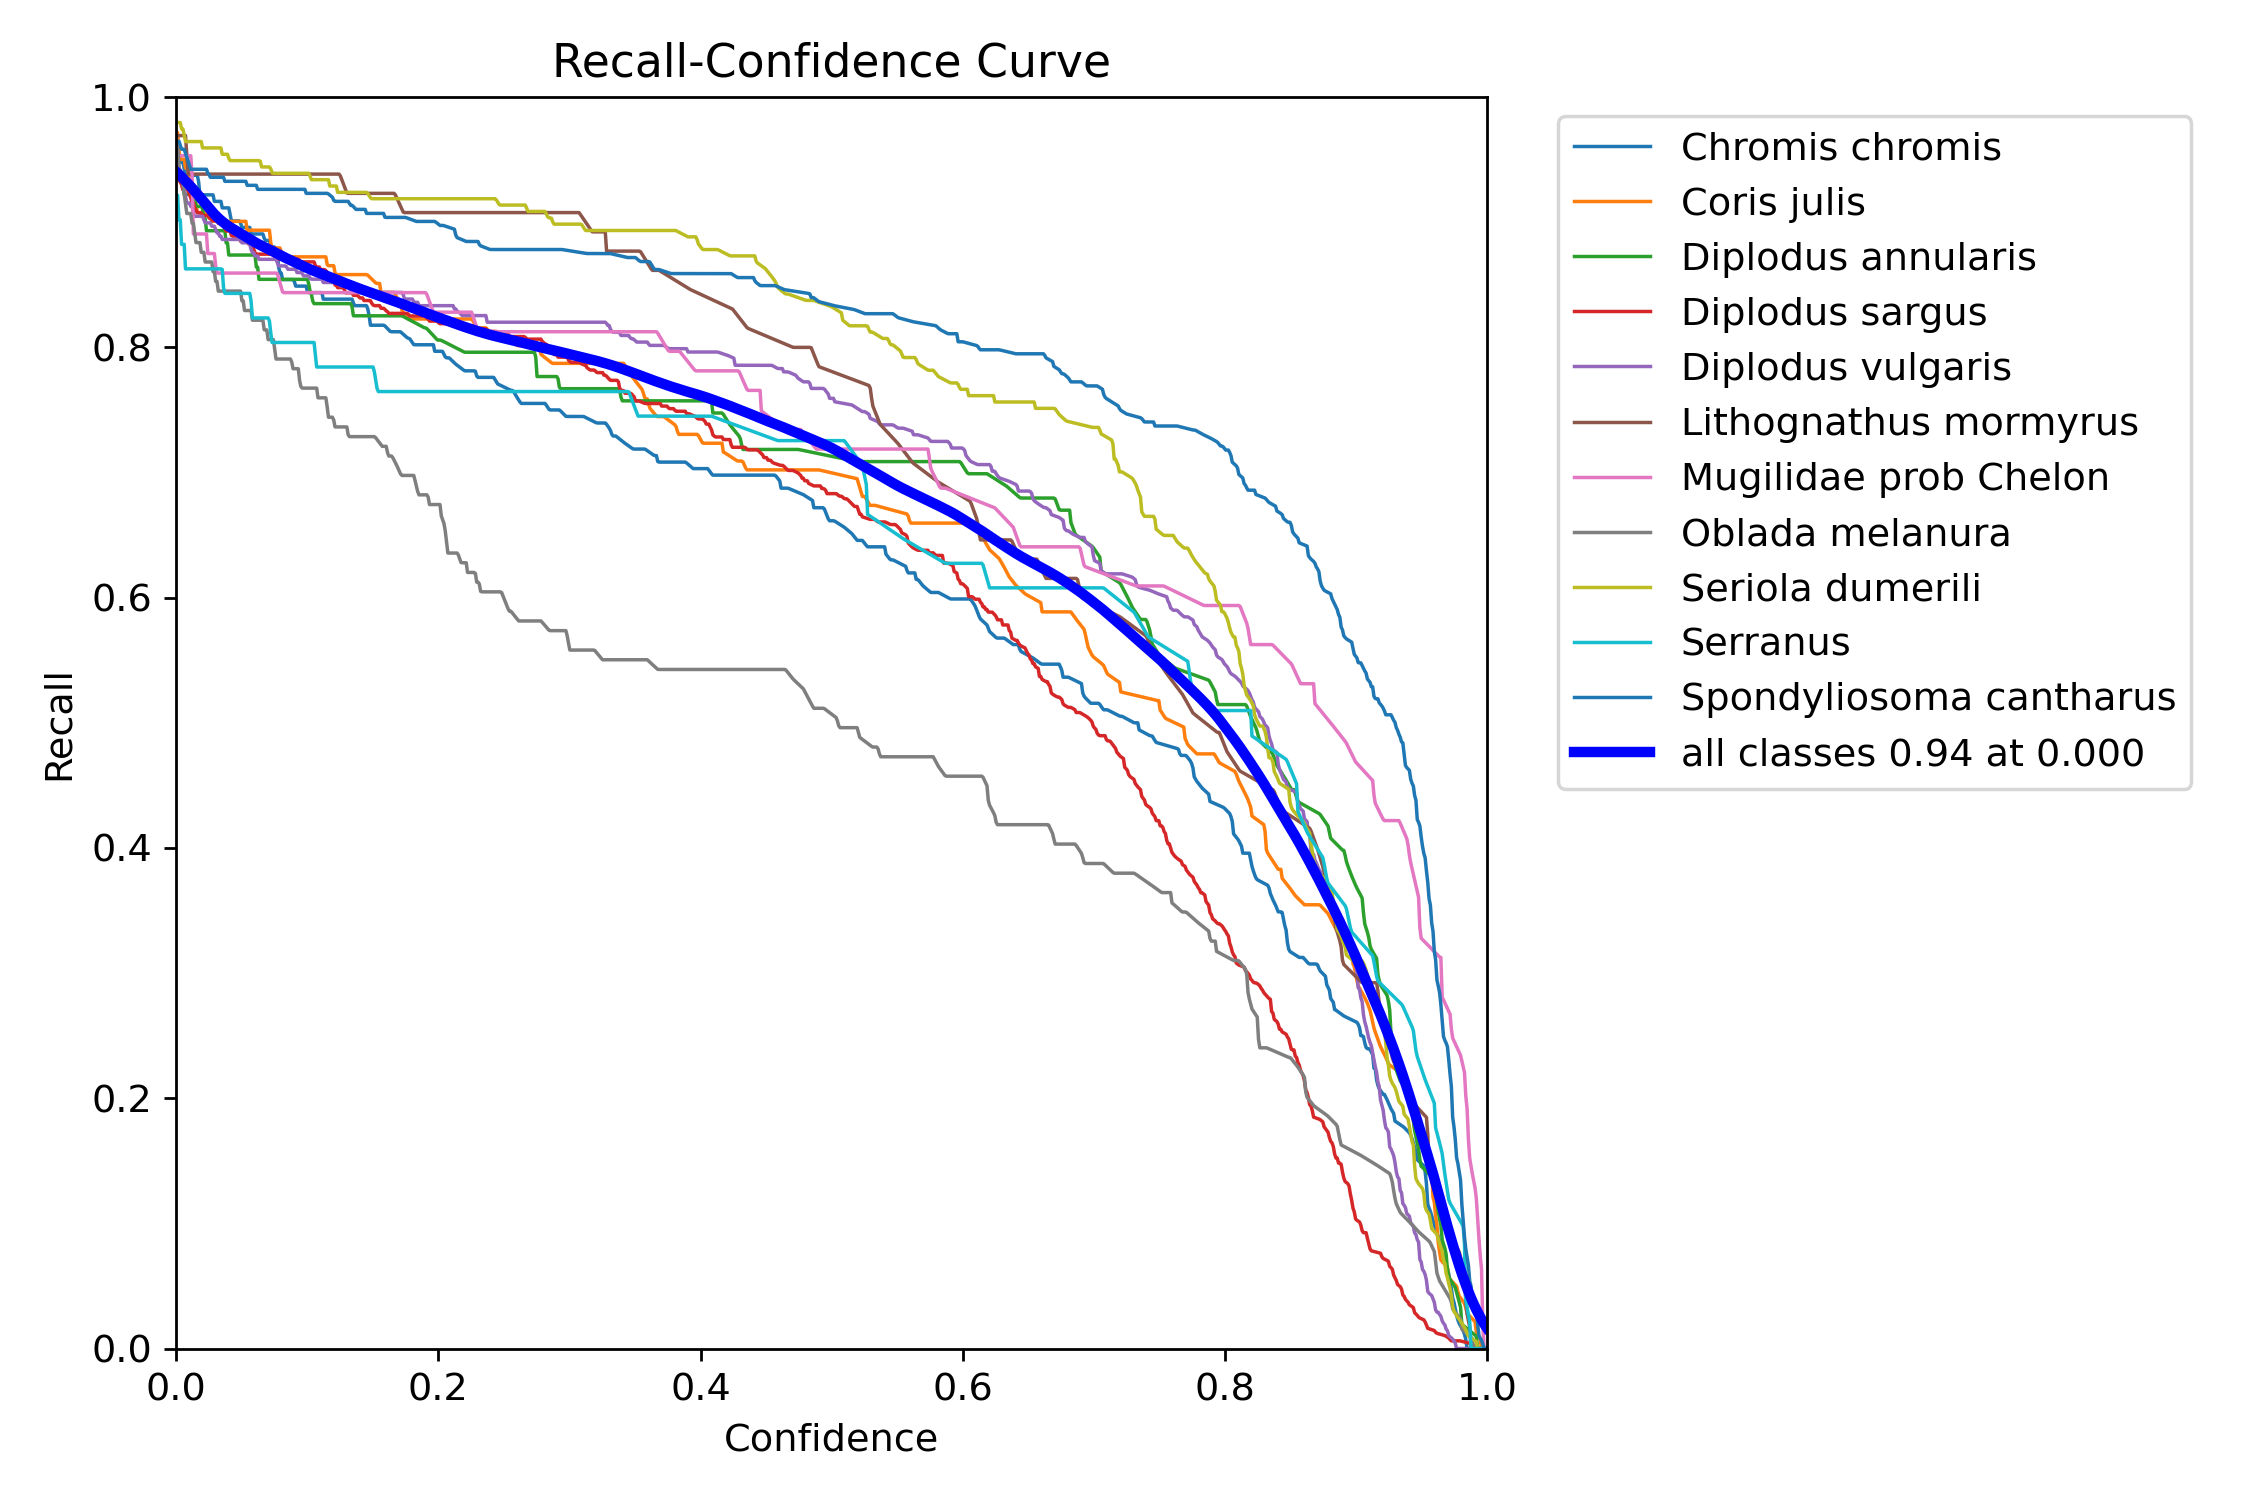 Recall-Confidence Curve
1.0
0.8
0.6
0.4
0.2
0.0
Recall
0.0 0.2 0.4 0.6 0.8 1.0
Confidence
Chromis chromis
Coris julis
Diplodus annularis
Diplodus sargus
Diplodus vulgaris
Lithognathus mormyrus
Mugilidae prob Chelon
Oblada melanura
Seriola dumerili
Serranus
Spondyliosoma cantharus
all classes 0.94 at 0.000